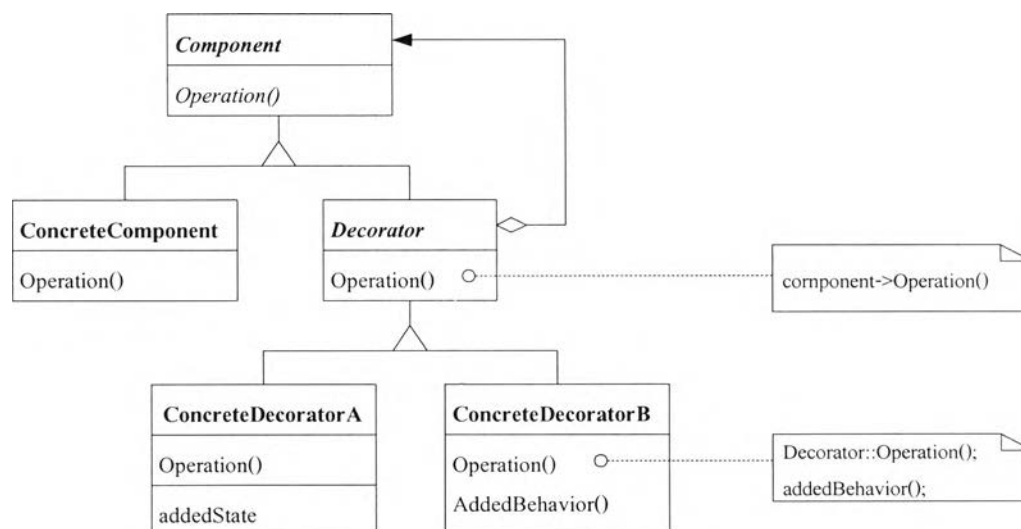 Component
Operation()
ConcreteComponent
Operation()
Decorator
Operation()
cornponent->Operation()
ConcreteDecoratorA
Operation()
addedState
ConcreteDecoratorB
Operation()
AddedBehavior()
Decorator::Operation();
addedBehavior();